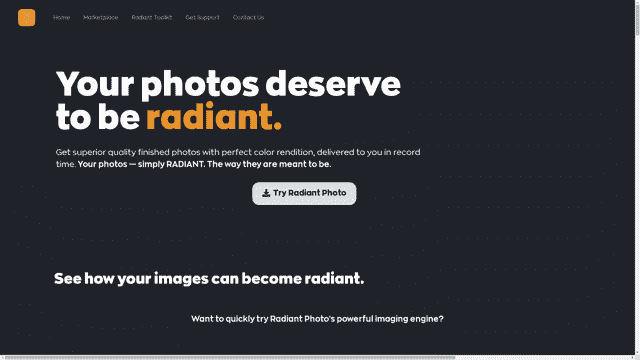 Home Marketplace Radiant Toolkit Get Support Contact Us
Your photos deserve
to be radiant.
Get superior quality finished photos with perfect color rendition, delivered to you in record
time. Your photos — simply RADIANT. The way they are meant to be.
Try Radiant Photo
See how your images can become radiant.
Want to quickly try Radiant Photo's powerful imaging engine?